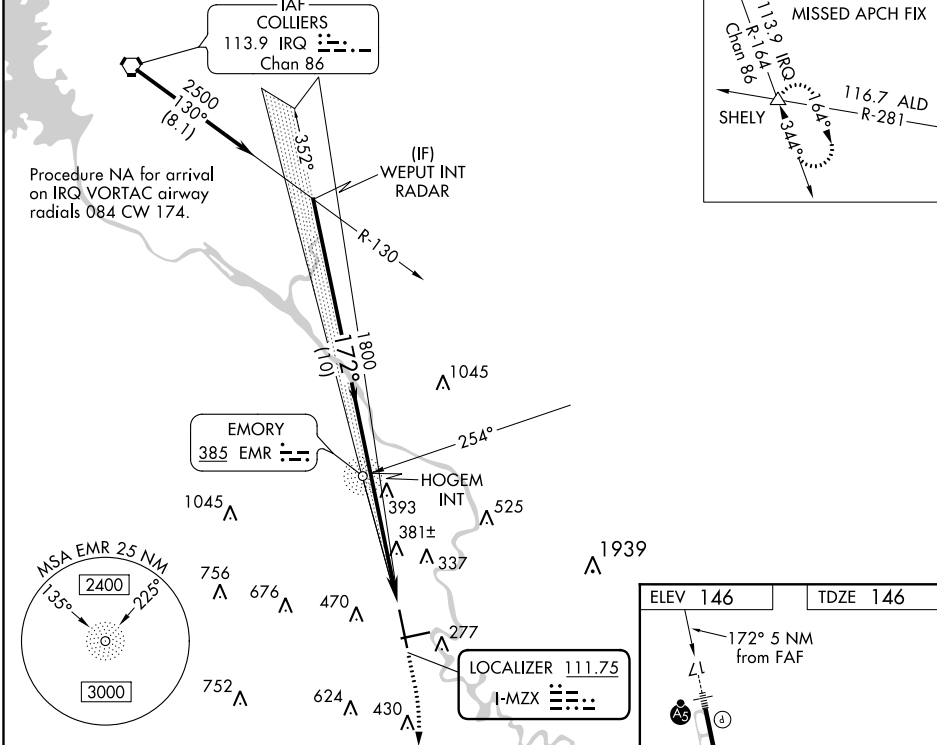 IAF
COLLIERS
113.9 IRQ
Chan 86
2500
130°
(8.1)
Procedure NA for arrival
on IRQ VORTAC airway
radials 084 CW 174.
352°
(IF)
WEPUT INT
RADAR
R-130
1800
172°
(10)
1045
254°
EMORY
385 EMR
HOGEM
INT
393
1045
525
381±
337
1939
MSA EMR 25 NM
2400
135°
225°
3000
756
676
470
277
752
624
430
LOCALIZER 111.75
I-MZX
MISSED APCH FIX
113.9 IRQ
Chan 86
R-164
SHELY
164°
344°
116.7 ALD
R-281
ELEV 146
TDZE 146
172° 5 NM
from FAF
17
A5